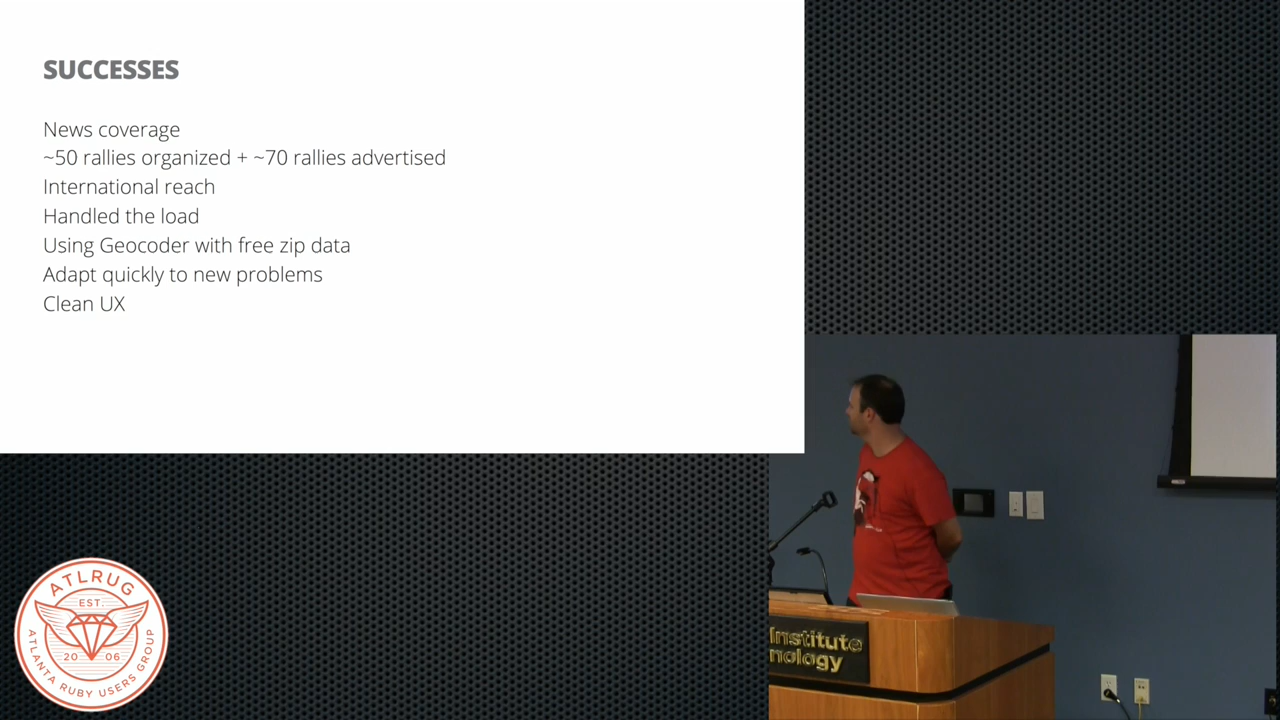 SUCCESSES
News coverage
~50 rallies organized + ~70 rallies advertised
International reach
Handled the load
Using Geocoder with free zip data
Adapt quickly to new problems
Clean UX
institute
nology
ATLRUG
EST.
20 06
ATLANTA RUBY USERS GROUP